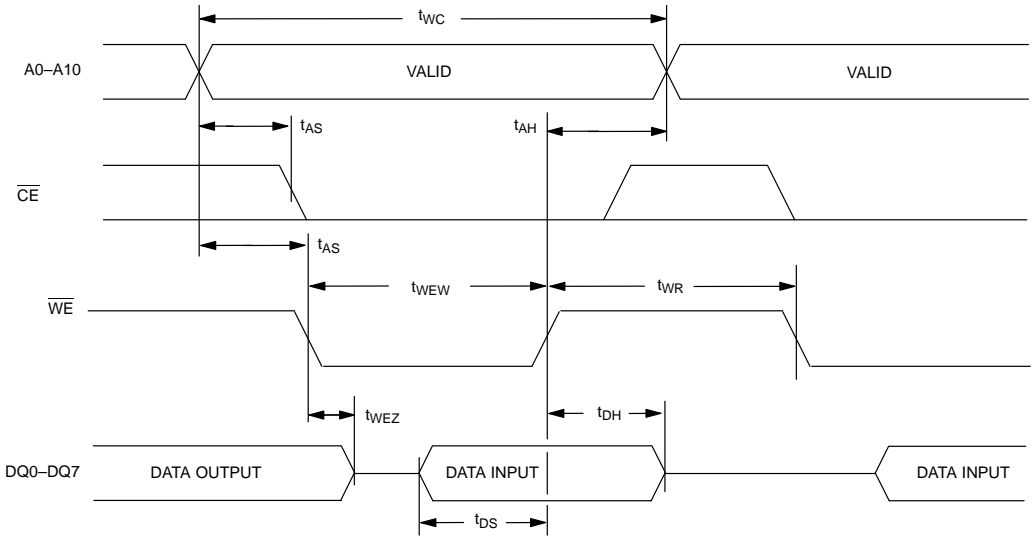 tWC
A0–A10 VALID VALID
tAS tAH
CE
tAS
WE tWEW tWR
tWEZ tDH
DQ0–DQ7 DATA OUTPUT DATA INPUT DATA INPUT
tDS